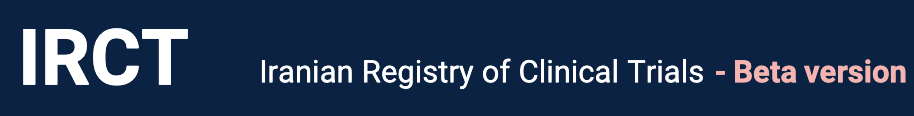 IRCT Iranian Registry of Clinical Trials - Beta version